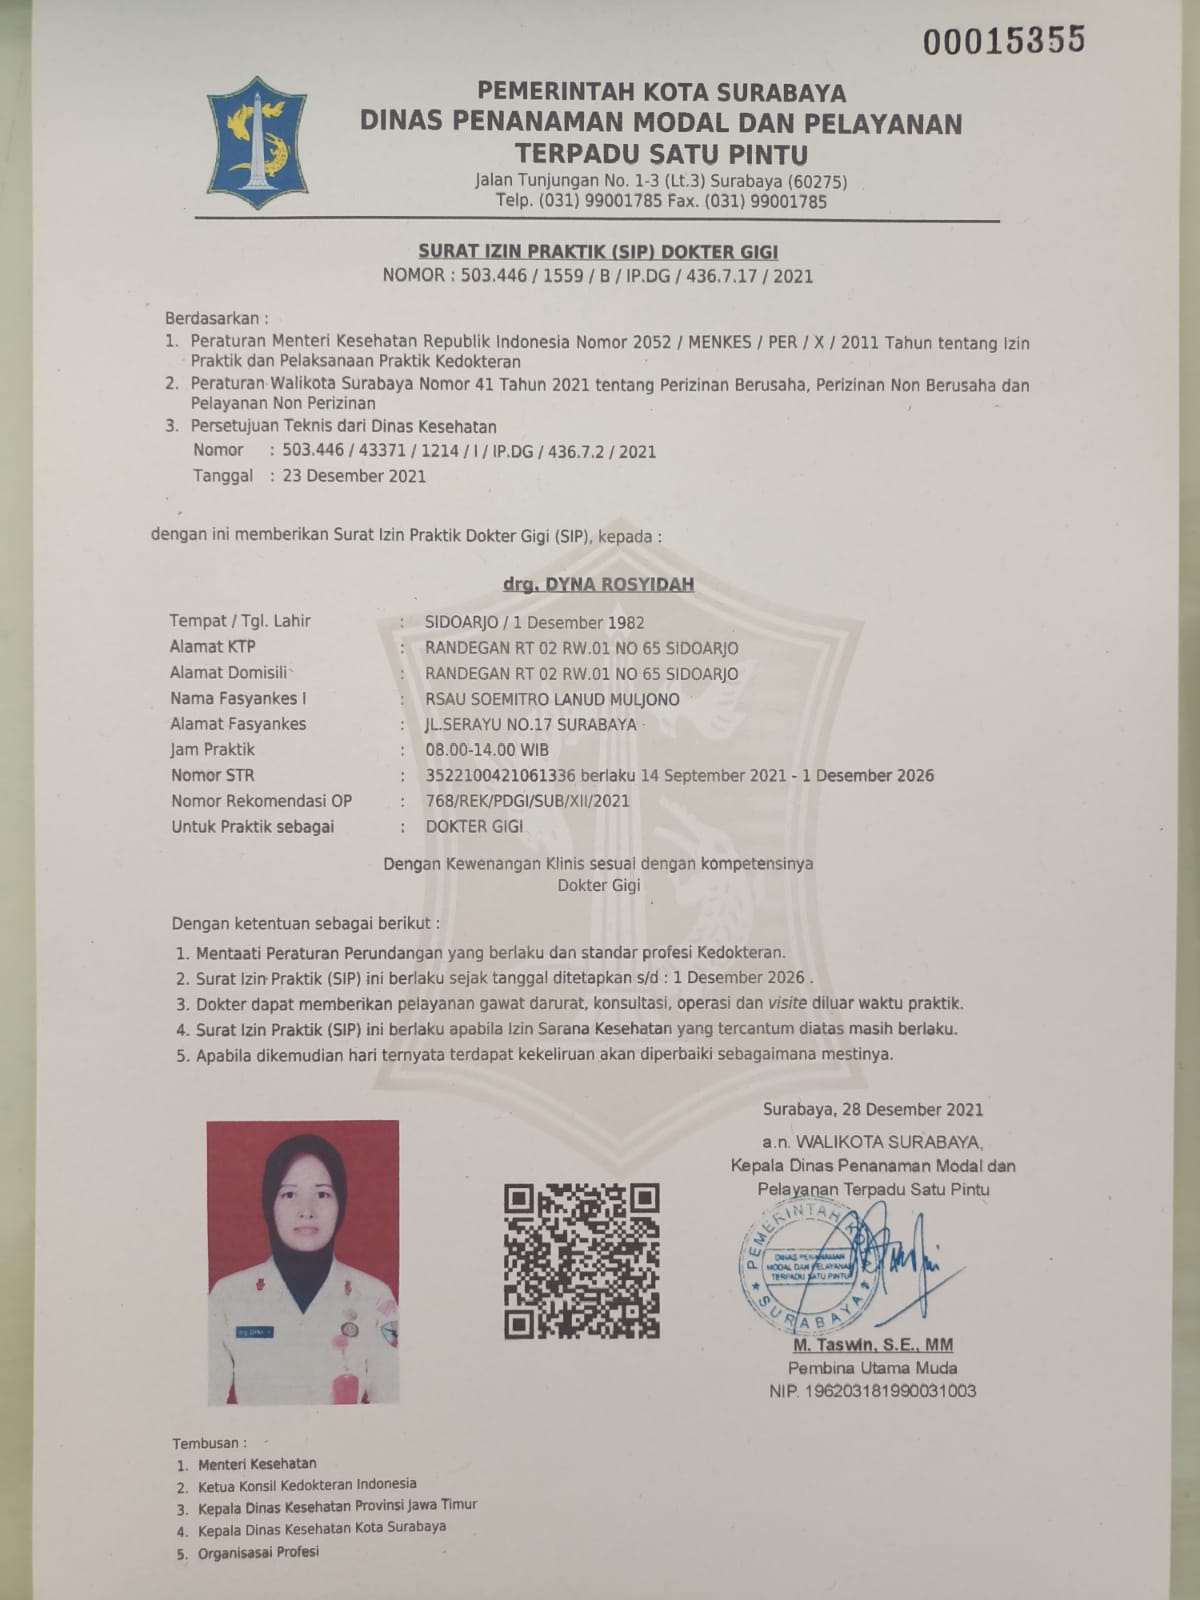 00015355
PEMERINTAH KOTA SURABAYA
DINAS PENANAMAN MODAL DAN PELAYANAN
TERPADU SATU PINTU
Jalan Tunjungan No. 1-3 (Lt.3) Surabaya (60275)
Telp. (031) 99001785 Fax. (031) 99001785
SURAT IZIN PRAKTIK (SIP) DOKTER GIGI
NOMOR : 503.446 / 1559 / B / IP.DG / 436.7.17 / 2021
Berdasarkan :
1. Peraturan Menteri Kesehatan Republik Indonesia Nomor 2052 / MENKES / PER / X / 2011 Tahun tentang Izin
Praktik dan Pelaksanaan Praktik Kedokteran
2. Peraturan Walikota Surabaya Nomor 41 Tahun 2021 tentang Perizinan Berusaha, Perizinan Non Berusaha dan
Pelayanan Non Perizinan
3. Persetujuan Teknis dari Dinas Kesehatan
Nomor : 503.446 / 43371 / 1214 / I / IP.DG / 436.7.2 / 2021
Tanggal : 23 Desember 2021
dengan ini memberikan Surat Izin Praktik Dokter Gigi (SIP), kepada :
drg. DYNA ROSYIDAH
Tempat / Tgl. Lahir : SIDOARJO / 1 Desember 1982
Alamat KTP : RANDEGAN RT 02 RW.01 NO 65 SIDOARJO
Alamat Domisili : RANDEGAN RT 02 RW.01 NO 65 SIDOARJO
Nama Fasyankes I : RSAU SOEMITRO LANUD MULJONO
Alamat Fasyankes : JL.SERAYU NO.17 SURABAYA
Jam Praktik : 08.00-14.00 WIB
Nomor STR : 3522100421061336 berlaku 14 September 2021 - 1 Desember 2026
Nomor Rekomendasi OP : 768/REK/PDGI/SUB/XII/2021
Untuk Praktik sebagai : DOKTER GIGI
Dengan Kewenangan Klinis sesuai dengan kompetensinya
Dokter Gigi
Dengan ketentuan sebagai berikut :
1. Mentaati Peraturan Perundangan yang berlaku dan standar profesi Kedokteran.
2. Surat Izin Praktik (SIP) ini berlaku sejak tanggal ditetapkan s/d : 1 Desember 2026 .
3. Dokter dapat memberikan pelayanan gawat darurat, konsultasi, operasi dan visite diluar waktu praktik.
4. Surat Izin Praktik (SIP) ini berlaku apabila Izin Sarana Kesehatan yang tercantum diatas masih berlaku.
5. Apabila dikemudian hari ternyata terdapat kekeliruan akan diperbaiki sebagaimana mestinya.
Surabaya, 28 Desember 2021
a.n. WALIKOTA SURABAYA,
Kepala Dinas Penanaman Modal dan
Pelayanan Terpadu Satu Pintu
PEMERINTAH KOTA
DINAS PENANAMAN
MODAL DAN PELAYANAN
TERPADU SATU PINTU
SURABAYA
M. Taswin, S.E., MM
Pembina Utama Muda
NIP. 196203181990031003
Tembusan :
1. Menteri Kesehatan
2. Ketua Konsil Kedokteran Indonesia
3. Kepala Dinas Kesehatan Provinsi Jawa Timur
4. Kepala Dinas Kesehatan Kota Surabaya
5. Organisasai Profesi